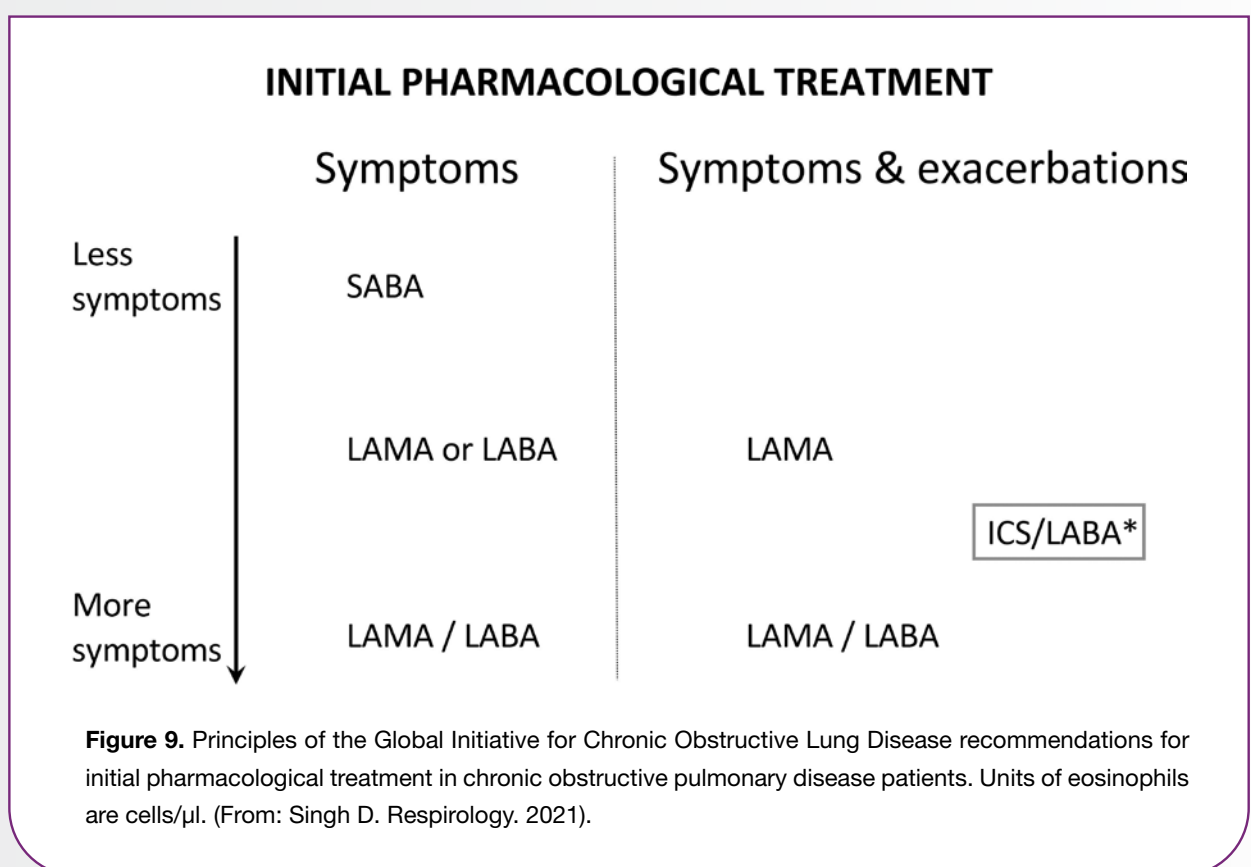 INITIAL PHARMACOLOGICAL TREATMENT
Symptoms
Symptoms & exacerbations
Less
symptoms
SABA
LAMA or LABA
LAMA
ICS/LABA*
More
symptoms
LAMA / LABA
LAMA / LABA
Figure 9. Principles of the Global Initiative for Chronic Obstructive Lung Disease recommendations for
initial pharmacological treatment in chronic obstructive pulmonary disease patients. Units of eosinophils
are cells/µl. (From: Singh D. Respirology. 2021).